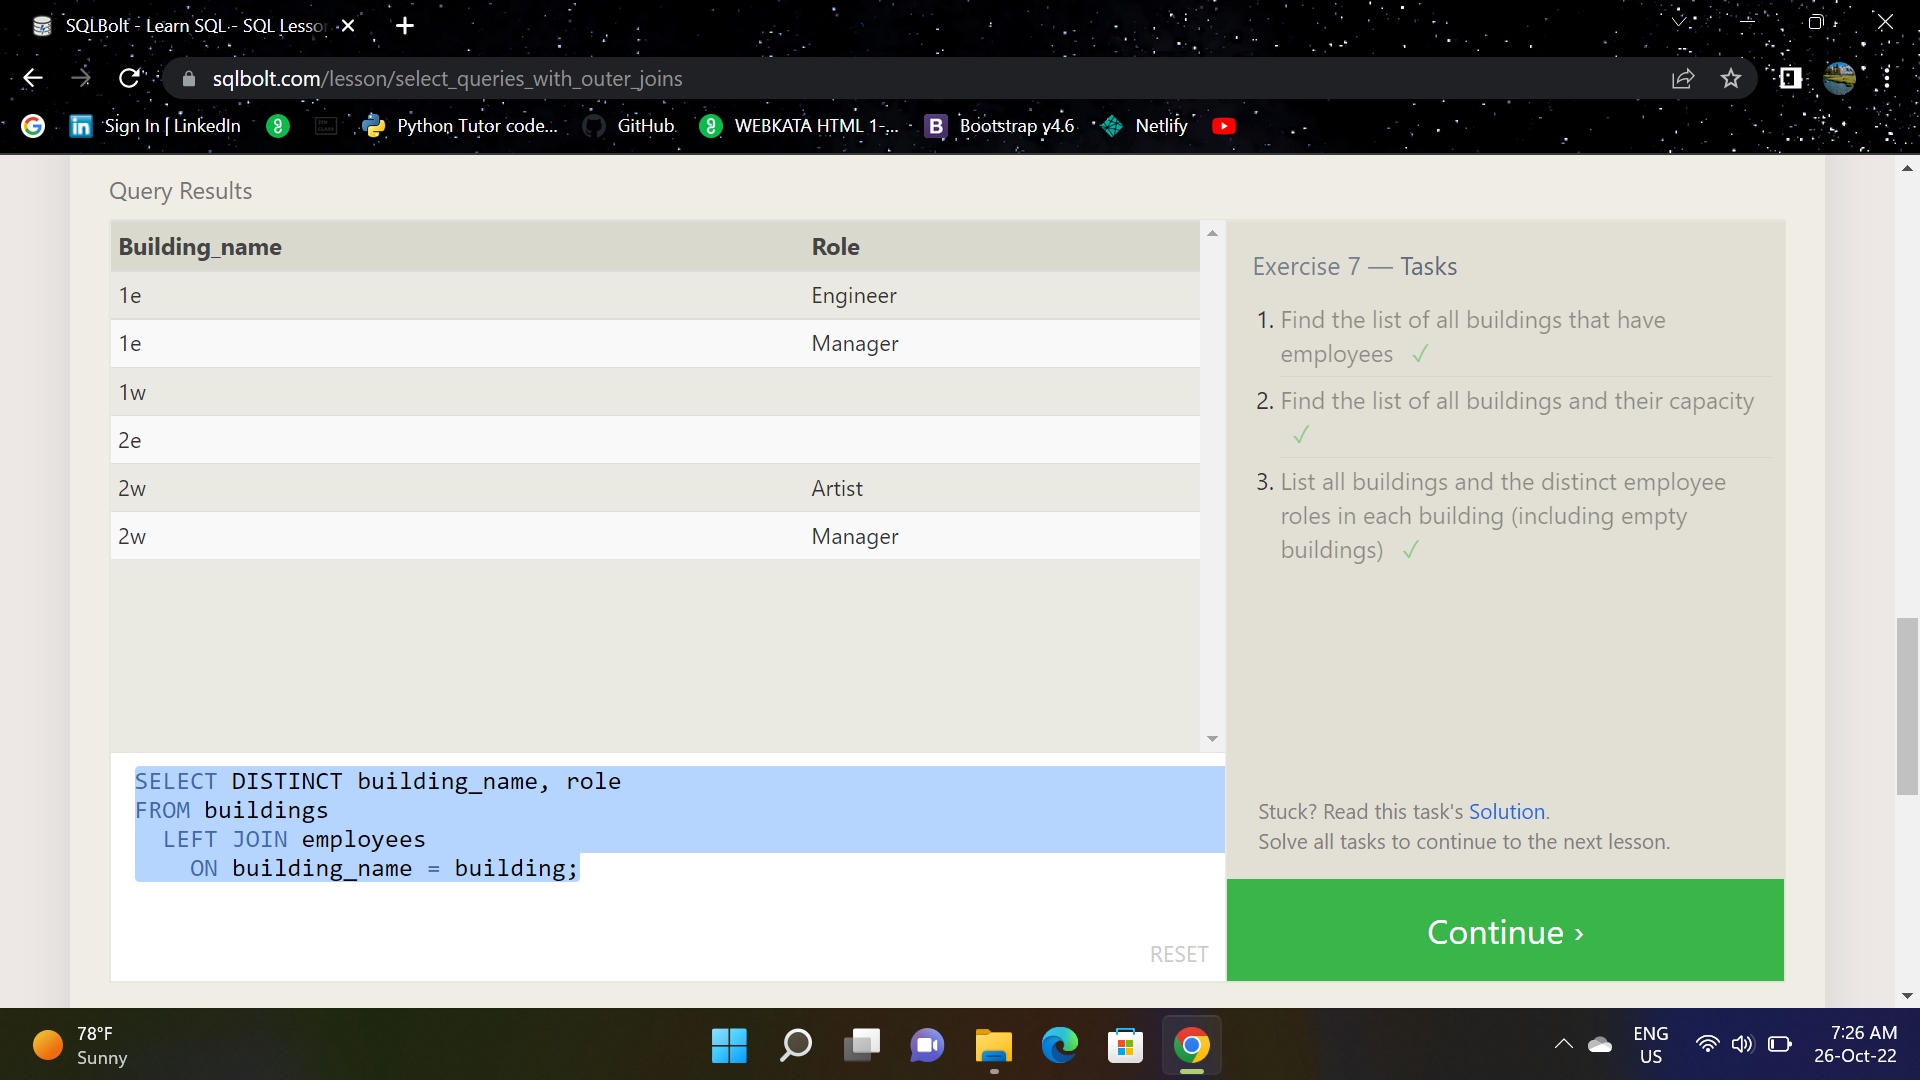 SQLBolt - Learn SQL - SQL Lesso
sqlbolt.com/lesson/select_queries_with_outer_joins
Sign In | LinkedIn
Python Tutor code...
GitHub
WEBKATA HTML 1-...
B
Bootstrap v4.6
Netlify
Query Results
Building_name Role
1e Engineer
1e Manager
1w
2e
2w Artist
2w Manager
Exercise 7 — Tasks
1. Find the list of all buildings that have
employees ✓
2. Find the list of all buildings and their capacity
✓
3. List all buildings and the distinct employee
roles in each building (including empty
buildings) ✓
SELECT DISTINCT building_name, role
FROM buildings
LEFT JOIN employees
ON building_name = building;
RESET
Stuck? Read this task's Solution.
Solve all tasks to continue to the next lesson.
Continue ›
78°F
Sunny
ENG
US
7:26 AM
26-Oct-22